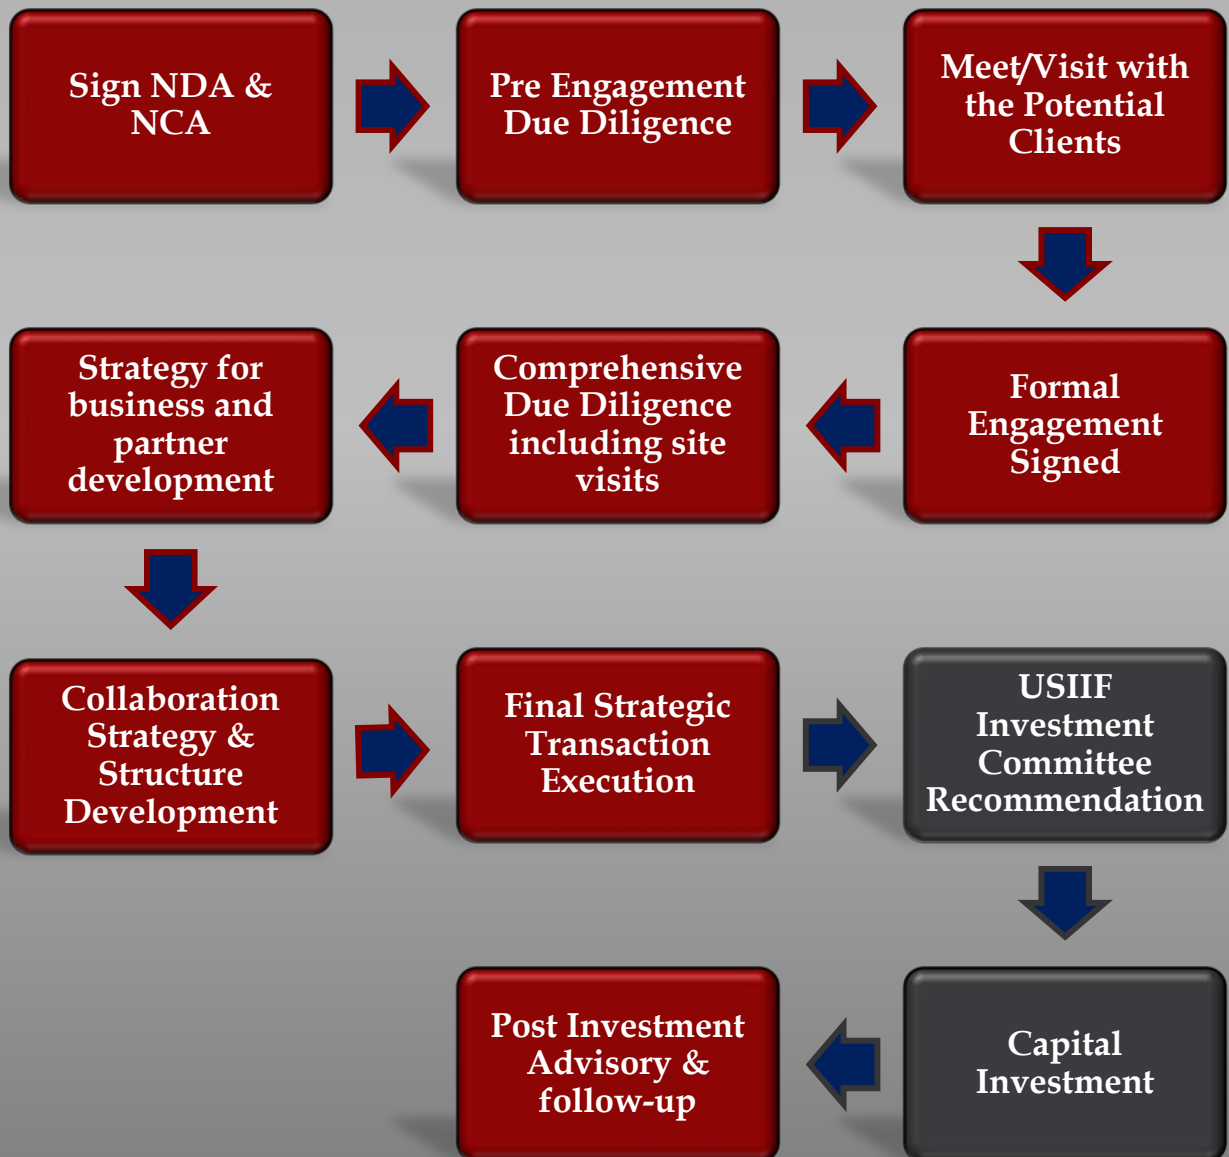 Sign NDA &
NCA
Pre Engagement
Due Diligence
Meet/Visit with
the Potential
Clients
Formal
Engagement
Signed
Comprehensive
Due Diligence
including site
visits
Strategy for
business and
partner
development
Collaboration
Strategy &
Structure
Development
Final Strategic
Transaction
Execution
USIIF
Investment
Committee
Recommendation
Capital
Investment
Post Investment
Advisory &
follow-up